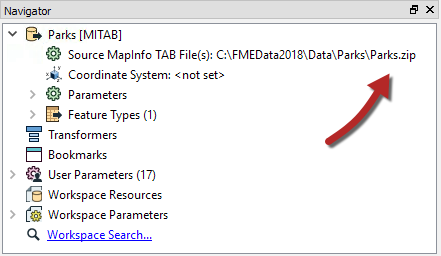 Navigator
Parks [MITAB]
Source MapInfo TAB File(s): C:\FMEData2018\Data\Parks\Parks.zip
Coordinate System: <not set>
Parameters
Feature Types (1)
Transformers
Bookmarks
User Parameters (17)
Workspace Resources
Workspace Parameters
Workspace Search...